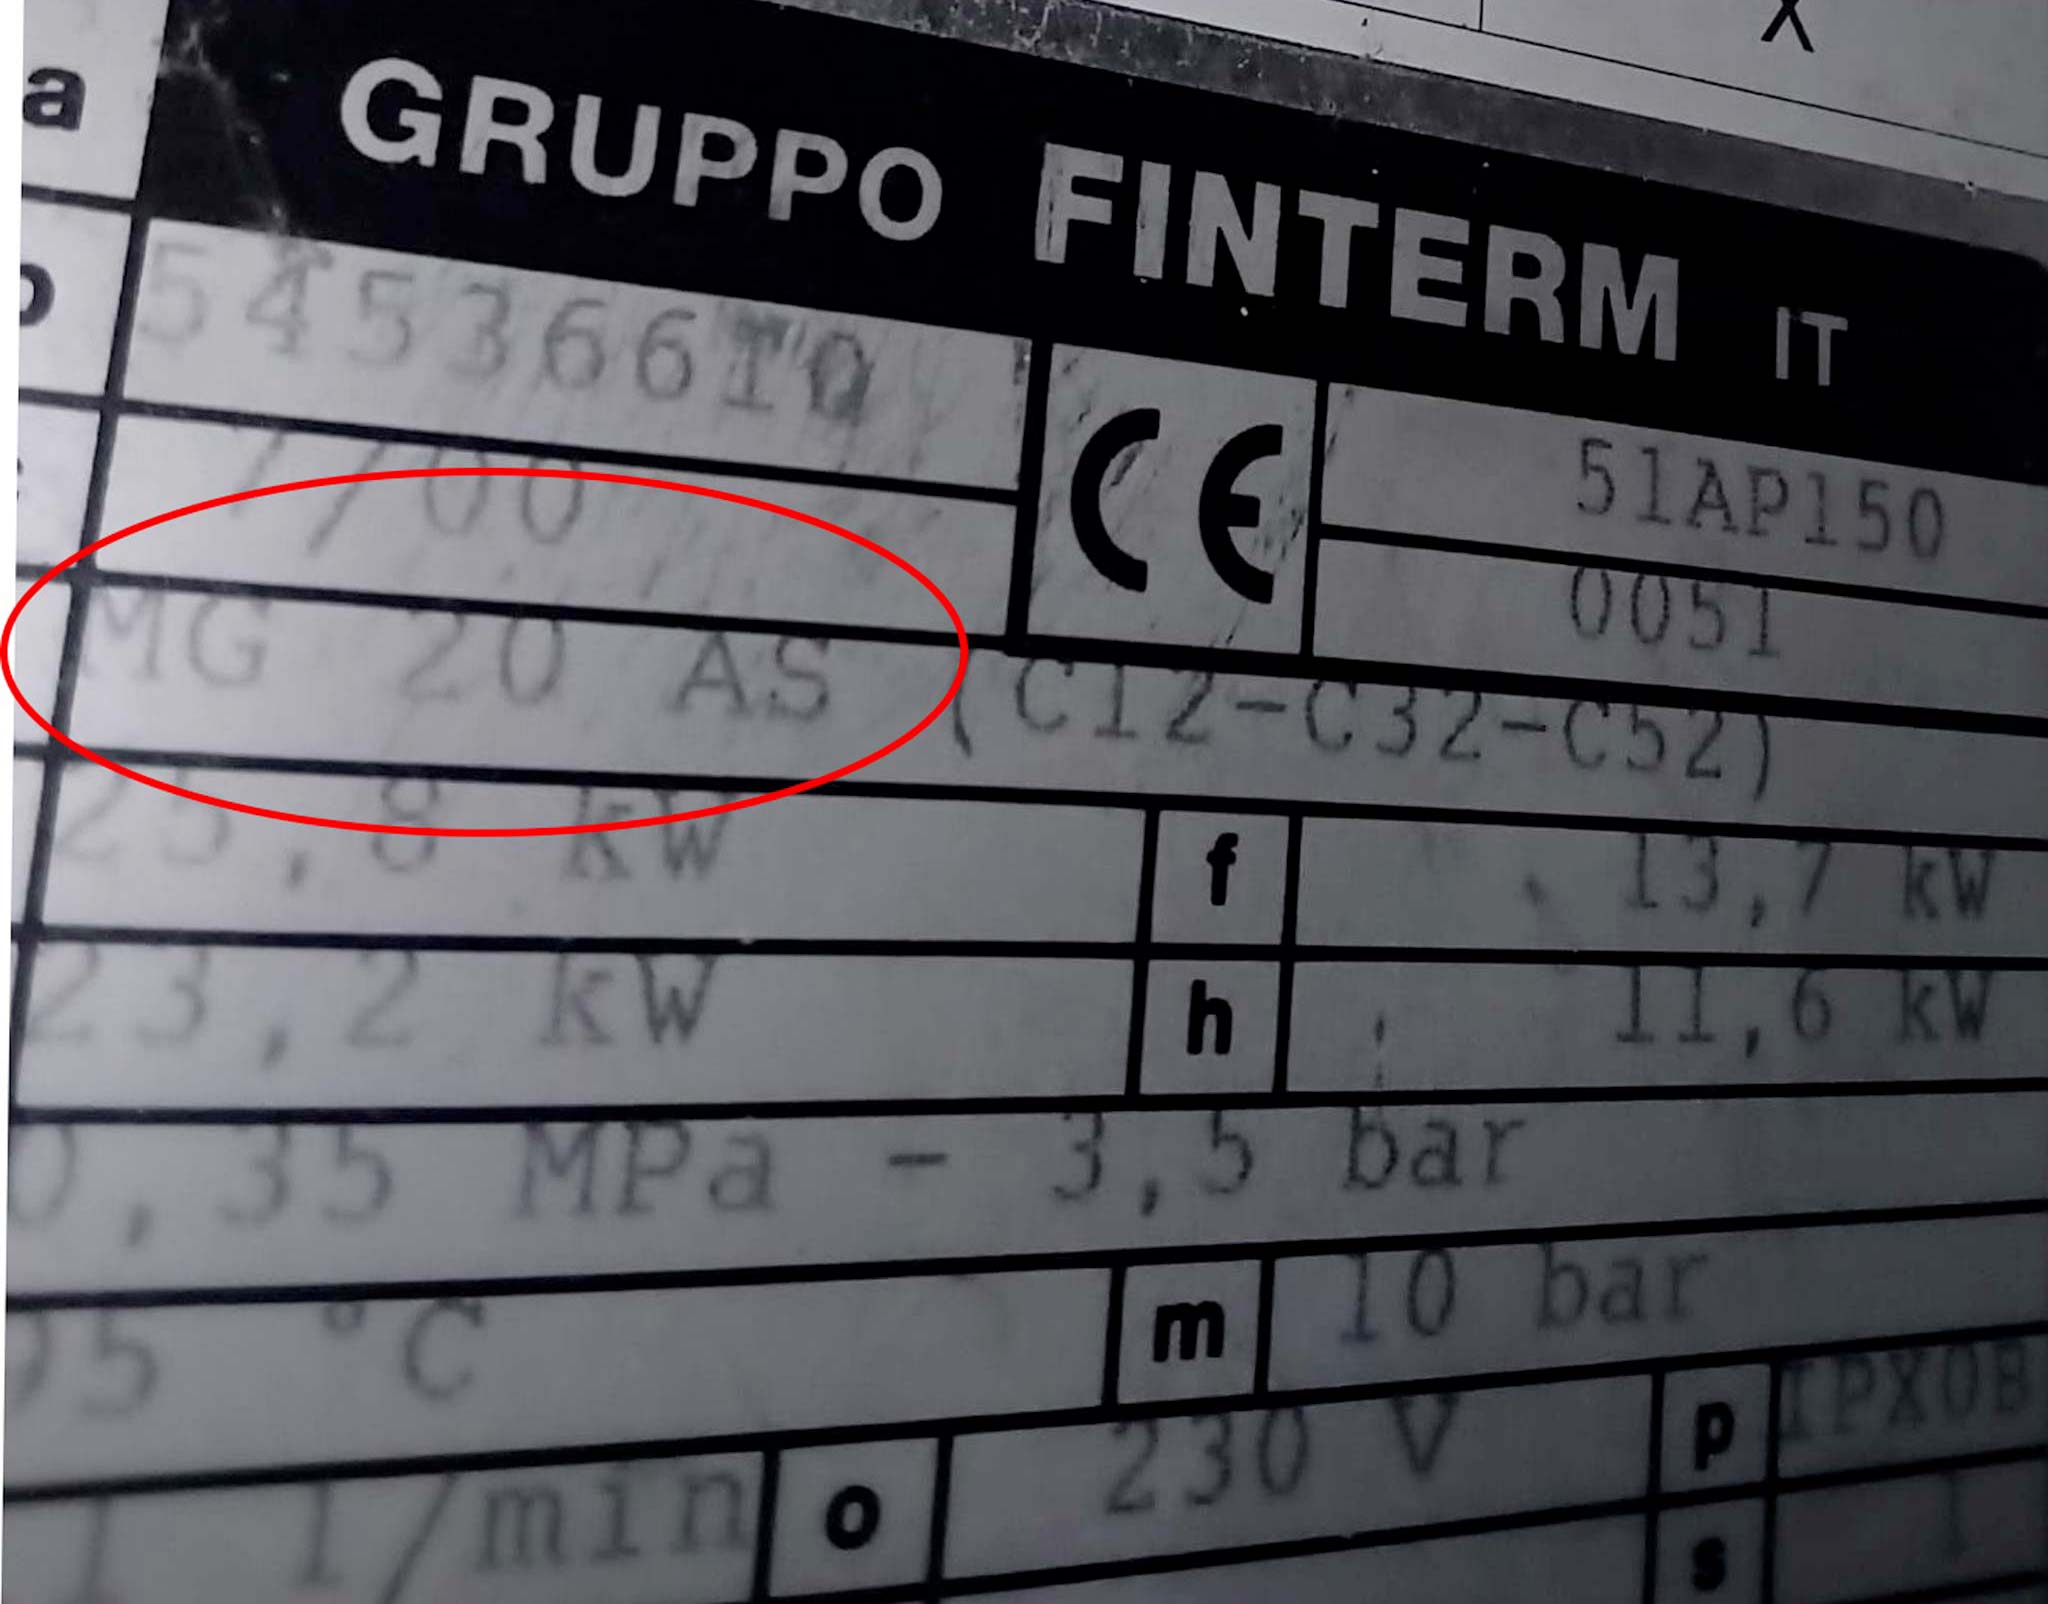 X
a GRUPPO FINTERM IT
54536610 CE 51AP150
7/00 0051
MG 20 AS (C12-C32-C52)
25,8 kW f 13,7 kW
23,2 kW h 11,6 kW
0,35 MPa - 3,5 bar
95 °C m 10 bar
l/min o 230 V p IPX0B
s